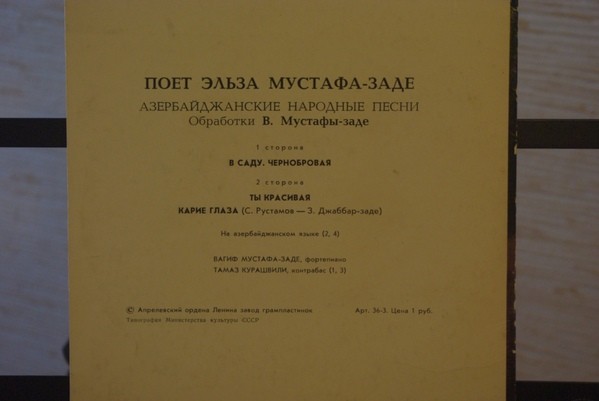 ПОЕТ ЭЛЬЗА МУСТАФА-ЗАДЕ
АЗЕРБАЙДЖАНСКИЕ НАРОДНЫЕ ПЕСНИ
Обработки В. Мустафы-заде
1 сторона
В САДУ. ЧЕРНОБРОВАЯ
2 сторона
ТЫ КРАСИВАЯ
КАРИЕ ГЛАЗА (С. Рустамов — З. Джаббар-заде)
На азербайджанском языке (2, 4)
ВАГИФ МУСТАФА-ЗАДЕ, фортепиано
ТАМАЗ КУРАШВИЛИ, контрабас (1, 3)
© Апрелевский ордена Ленина завод грампластинок Арт. 36-3. Цена 1 руб.
Типография Министерства культуры СССР